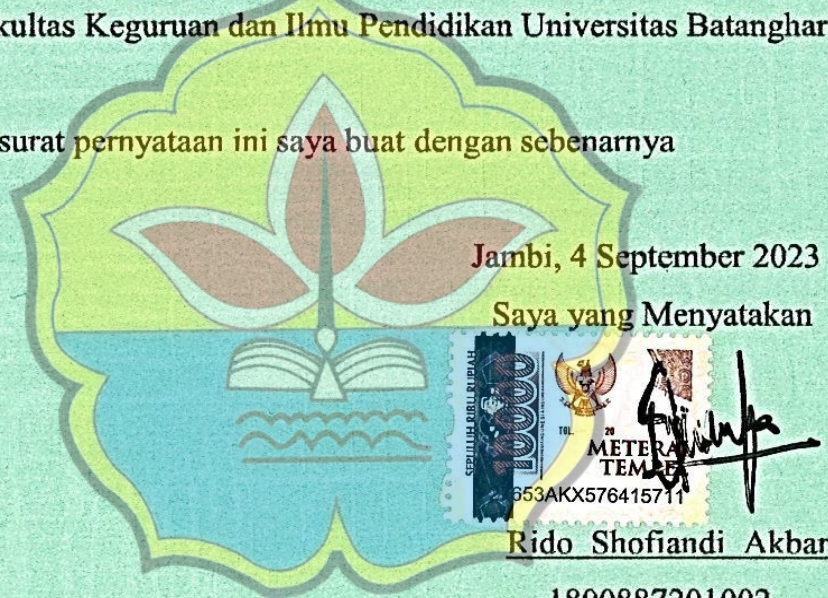 kultas Keguruan dan Ilmu Pendidikan Universitas Batanghar
surat pernyataan ini saya buat dengan sebenarnya
Jambi, 4 September 2023
Saya yang Menyatakan
SEPULUH RIBU RUPIAH
10000
TGL. 20
METERAI
TEMPEL
653AKX576415711
Rido Shofiandi Akbar
1800887201002